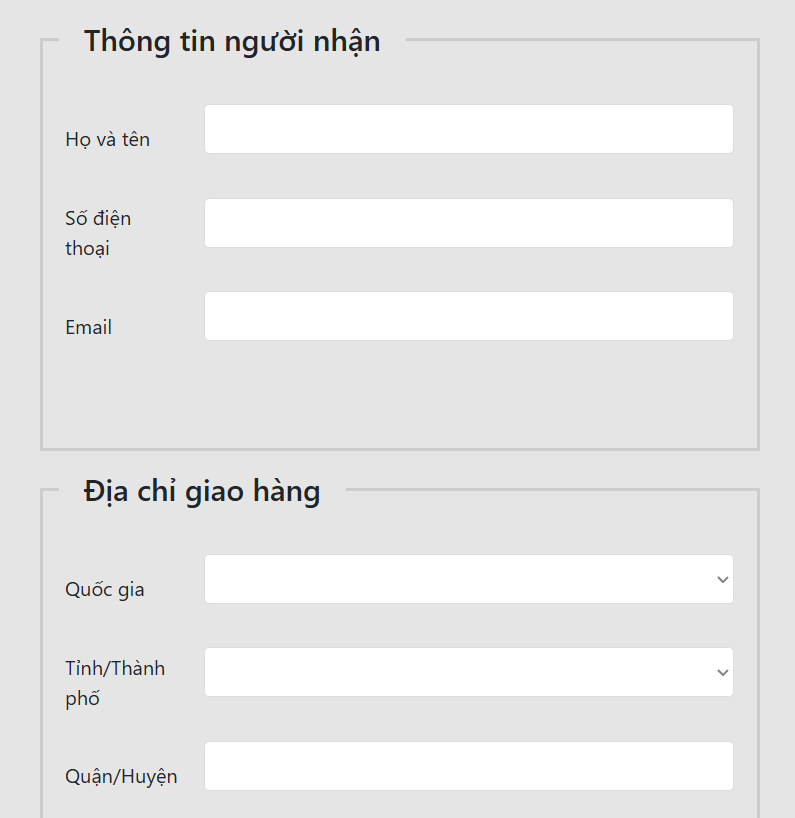 Thông tin người nhận
Họ và tên
Số điện
thoại
Email
Địa chỉ giao hàng
Quốc gia
Tỉnh/Thành
phố
Quận/Huyện